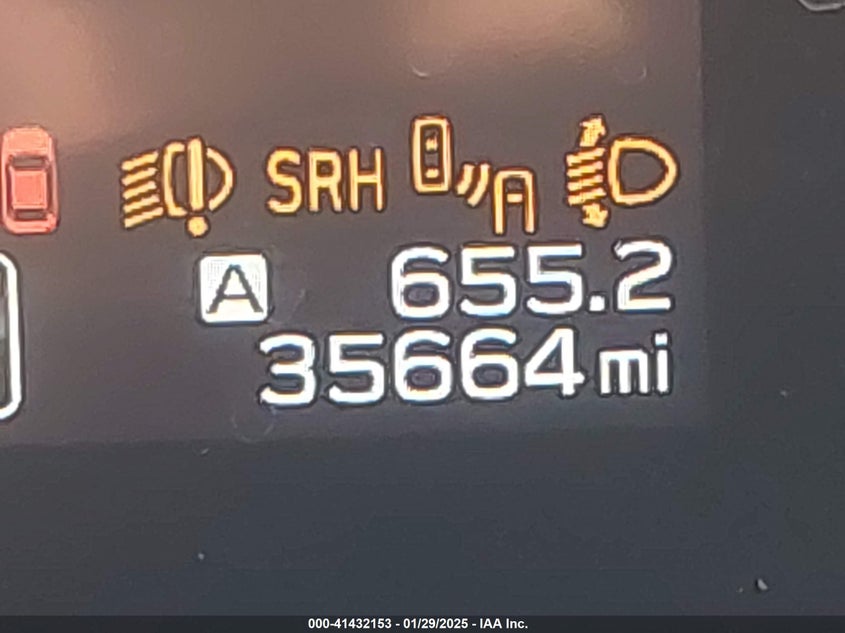 SRH
A 655.2
35664 mi
000-41432153 - 01/29/2025 - IAA Inc.